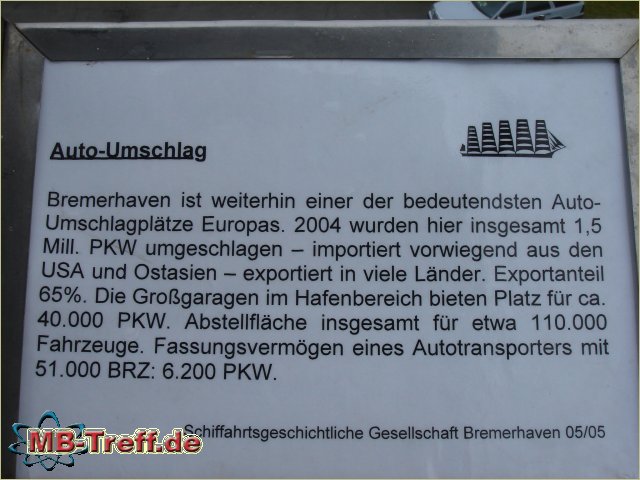 Auto-Umschlag
Bremerhaven ist weiterhin einer der bedeutendsten Auto-
Umschlagplätze Europas. 2004 wurden hier insgesamt 1,5
Mill. PKW umgeschlagen – importiert vorwiegend aus den
USA und Ostasien – exportiert in viele Länder. Exportanteil
65%. Die Großgaragen im Hafenbereich bieten Platz für ca.
40.000 PKW. Abstellfläche insgesamt für etwa 110.000
Fahrzeuge. Fassungsvermögen eines Autotransporters mit
51.000 BRZ: 6.200 PKW.
Schiffahrtsgeschichtliche Gesellschaft Bremerhaven 05/05
MB-Treff.de